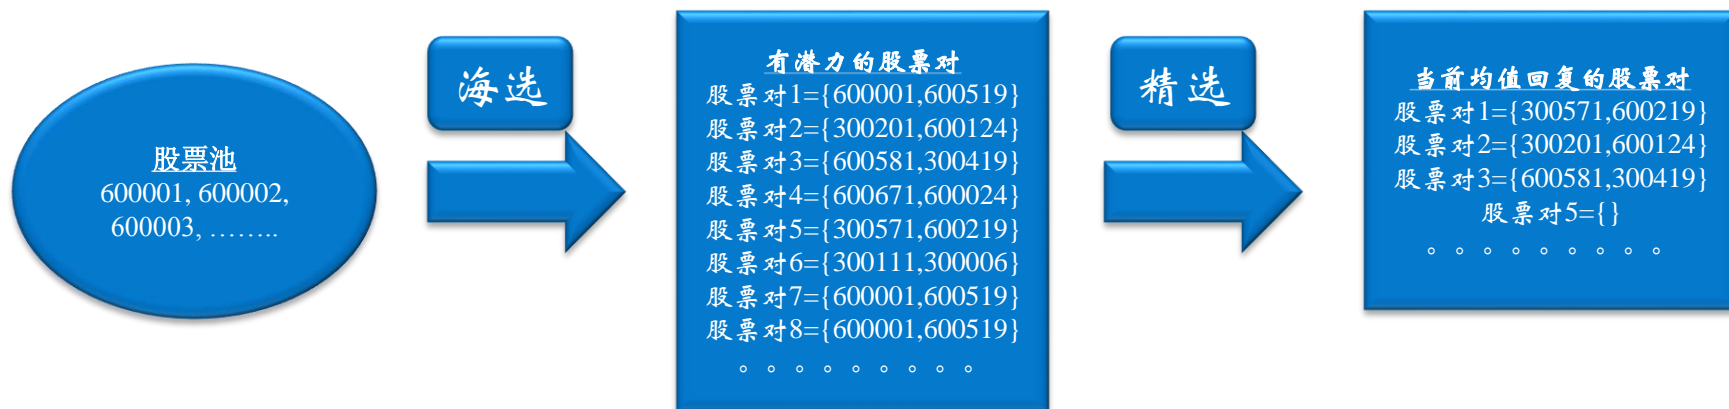 股票池
600001, 600002,
600003, ……..
海选
有潜力的股票对
股票对1={600001,600519}
股票对2={300201,600124}
股票对3={600581,300419}
股票对4={600671,600024}
股票对5={300571,600219}
股票对6={300111,300006}
股票对7={600001,600519}
股票对8={600001,600519}
。。。。。。。。。
精选
当前均值回复的股票对
股票对1={300571,600219}
股票对2={300201,600124}
股票对3={600581,300419}
股票对5={}
。。。。。。。。。